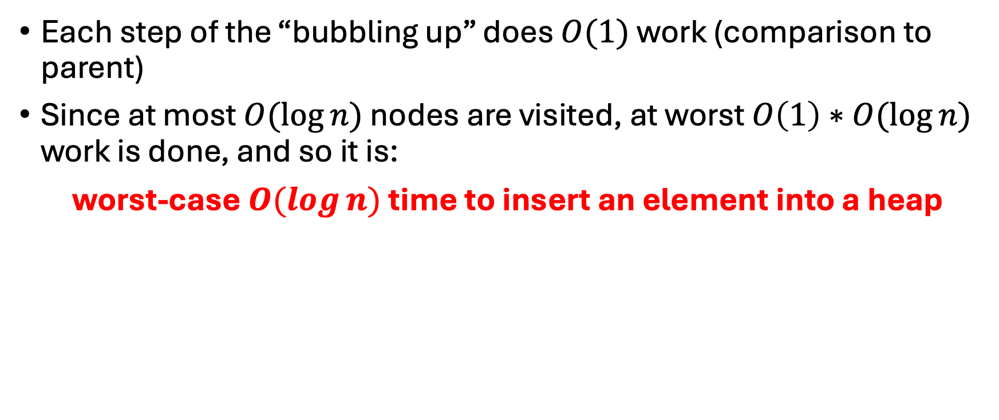 • Each step of the “bubbling up” does O(1) work (comparison to
parent)
• Since at most O(log n) nodes are visited, at worst O(1) ∗ O(log n)
work is done, and so it is:
worst-case O(log n) time to insert an element into a heap